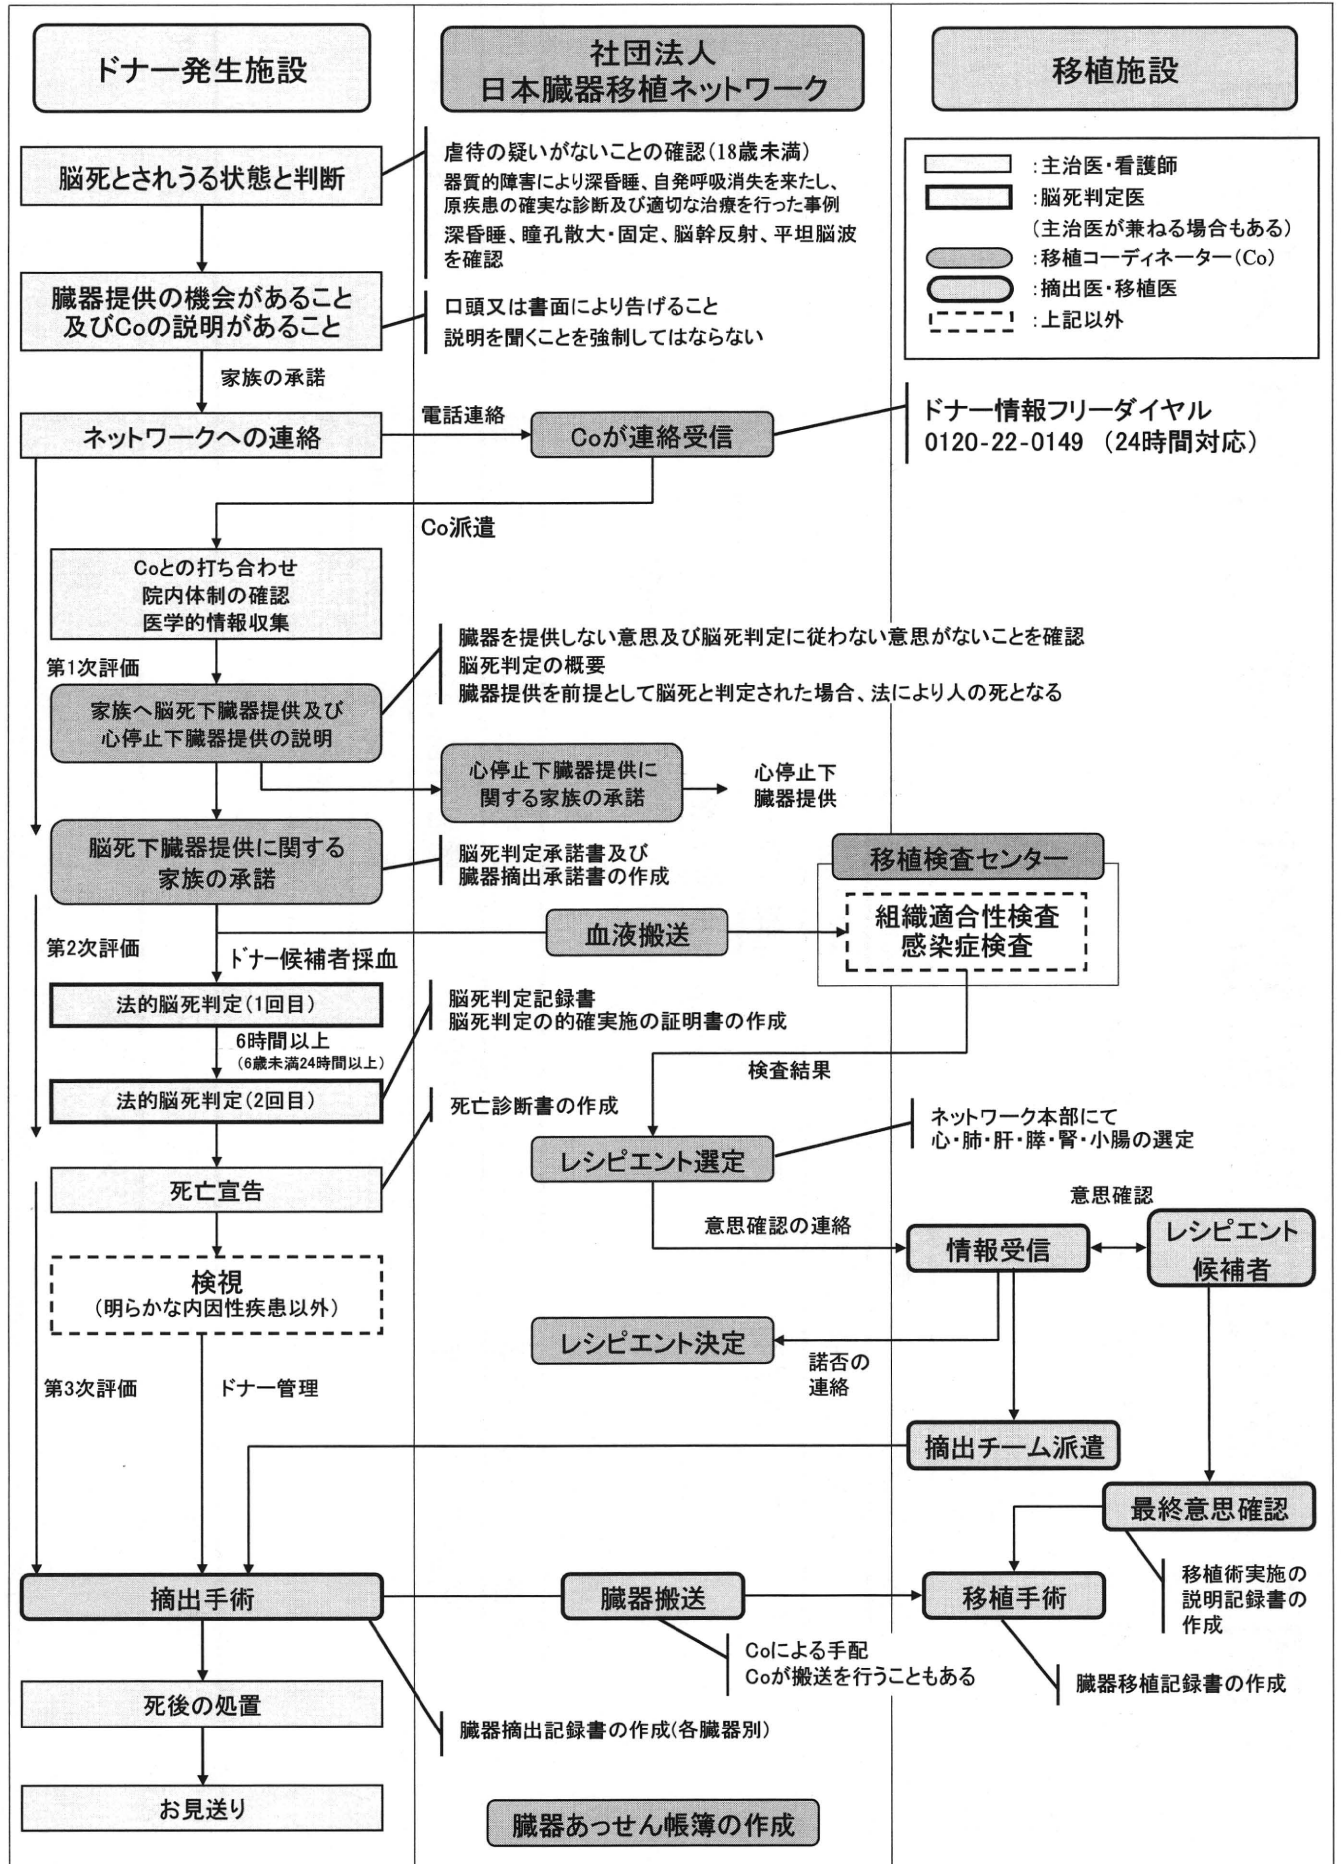 ドナー発生施設
社団法人
日本臓器移植ネットワーク
移植施設
脳死とされうる状態と判断
虐待の疑いがないことの確認(18歳未満)
器質的障害により深昏睡、自発呼吸消失を来たし、
原疾患の確実な診断及び適切な治療を行った事例
深昏睡、瞳孔散大・固定、脳幹反射、平坦脳波
を確認
:主治医・看護師
:脳死判定医
(主治医が兼ねる場合もある)
:移植コーディネーター(Co)
:摘出医・移植医
:上記以外
臓器提供の機会があること
及びCoの説明があること
口頭又は書面により告げること
説明を聞くことを強制してはならない
家族の承諾
ネットワークへの連絡
電話連絡
Coが連絡受信
ドナー情報フリーダイヤル
0120-22-0149 (24時間対応)
Co派遣
Coとの打ち合わせ
院内体制の確認
医学的情報収集
第1次評価
臓器を提供しない意思及び脳死判定に従わない意思がないことを確認
脳死判定の概要
臓器提供を前提として脳死と判定された場合、法により人の死となる
家族へ脳死下臓器提供及び
心停止下臓器提供の説明
心停止下臓器提供に
関する家族の承諾
心停止下
臓器提供
脳死下臓器提供に関する
家族の承諾
脳死判定承諾書及び
臓器摘出承諾書の作成
移植検査センター
組織適合性検査
感染症検査
血液搬送
第2次評価
ドナー候補者採血
法的脳死判定(1回目)
脳死判定記録書
脳死判定の的確実施の証明書の作成
6時間以上
(6歳未満24時間以上)
法的脳死判定(2回目)
検査結果
死亡診断書の作成
ネットワーク本部にて
心・肺・肝・膵・腎・小腸の選定
レシピエント選定
死亡宣告
意思確認の連絡
意思確認
情報受信
レシピエント
候補者
検視
(明らかな内因性疾患以外)
レシピエント決定
諾否の
連絡
第3次評価
ドナー管理
摘出チーム派遣
最終意思確認
移植術実施の
説明記録書の
作成
摘出手術
臓器搬送
移植手術
Coによる手配
Coが搬送を行うこともある
臓器移植記録書の作成
死後の処置
臓器摘出記録書の作成(各臓器別)
お見送り
臓器あっせん帳簿の作成